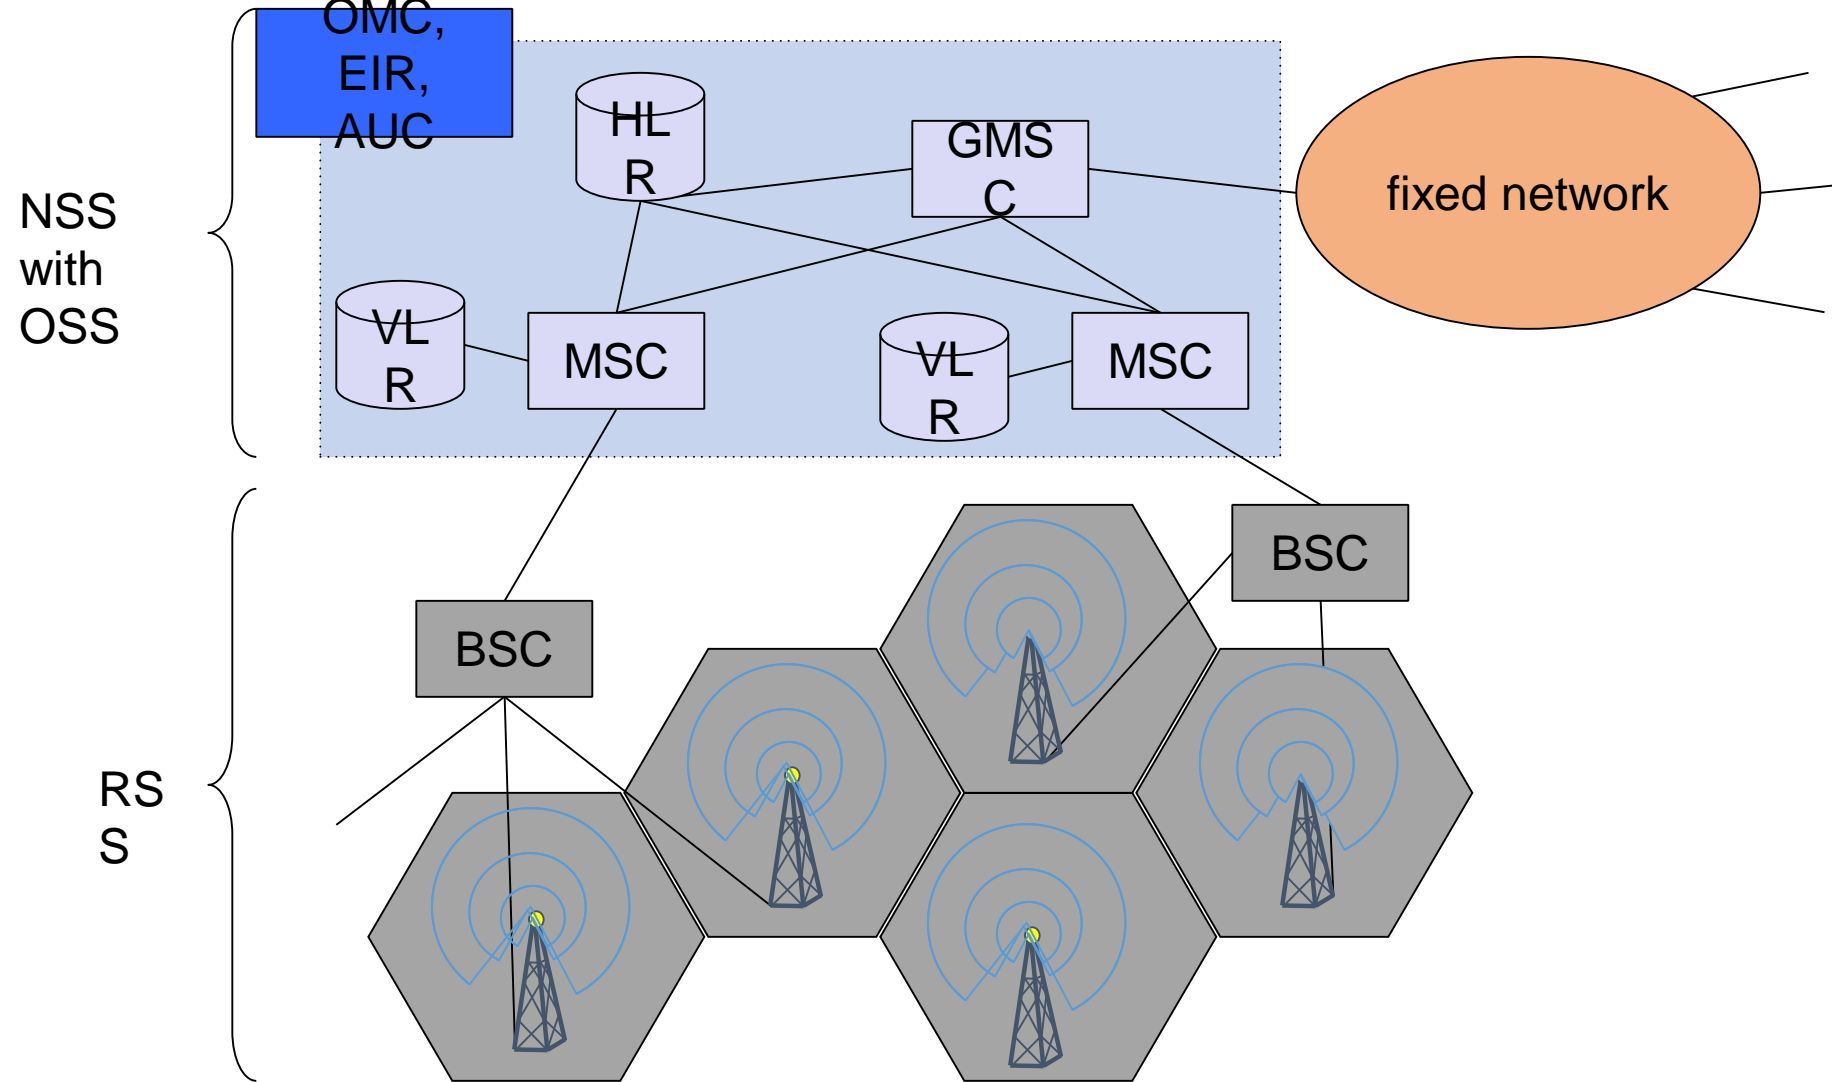 OMC,
EIR,
AUC
HL
R
GMS
C
fixed network
NSS
with
OSS
VL
R
MSC
VL
R
MSC
BSC
BSC
RS
S